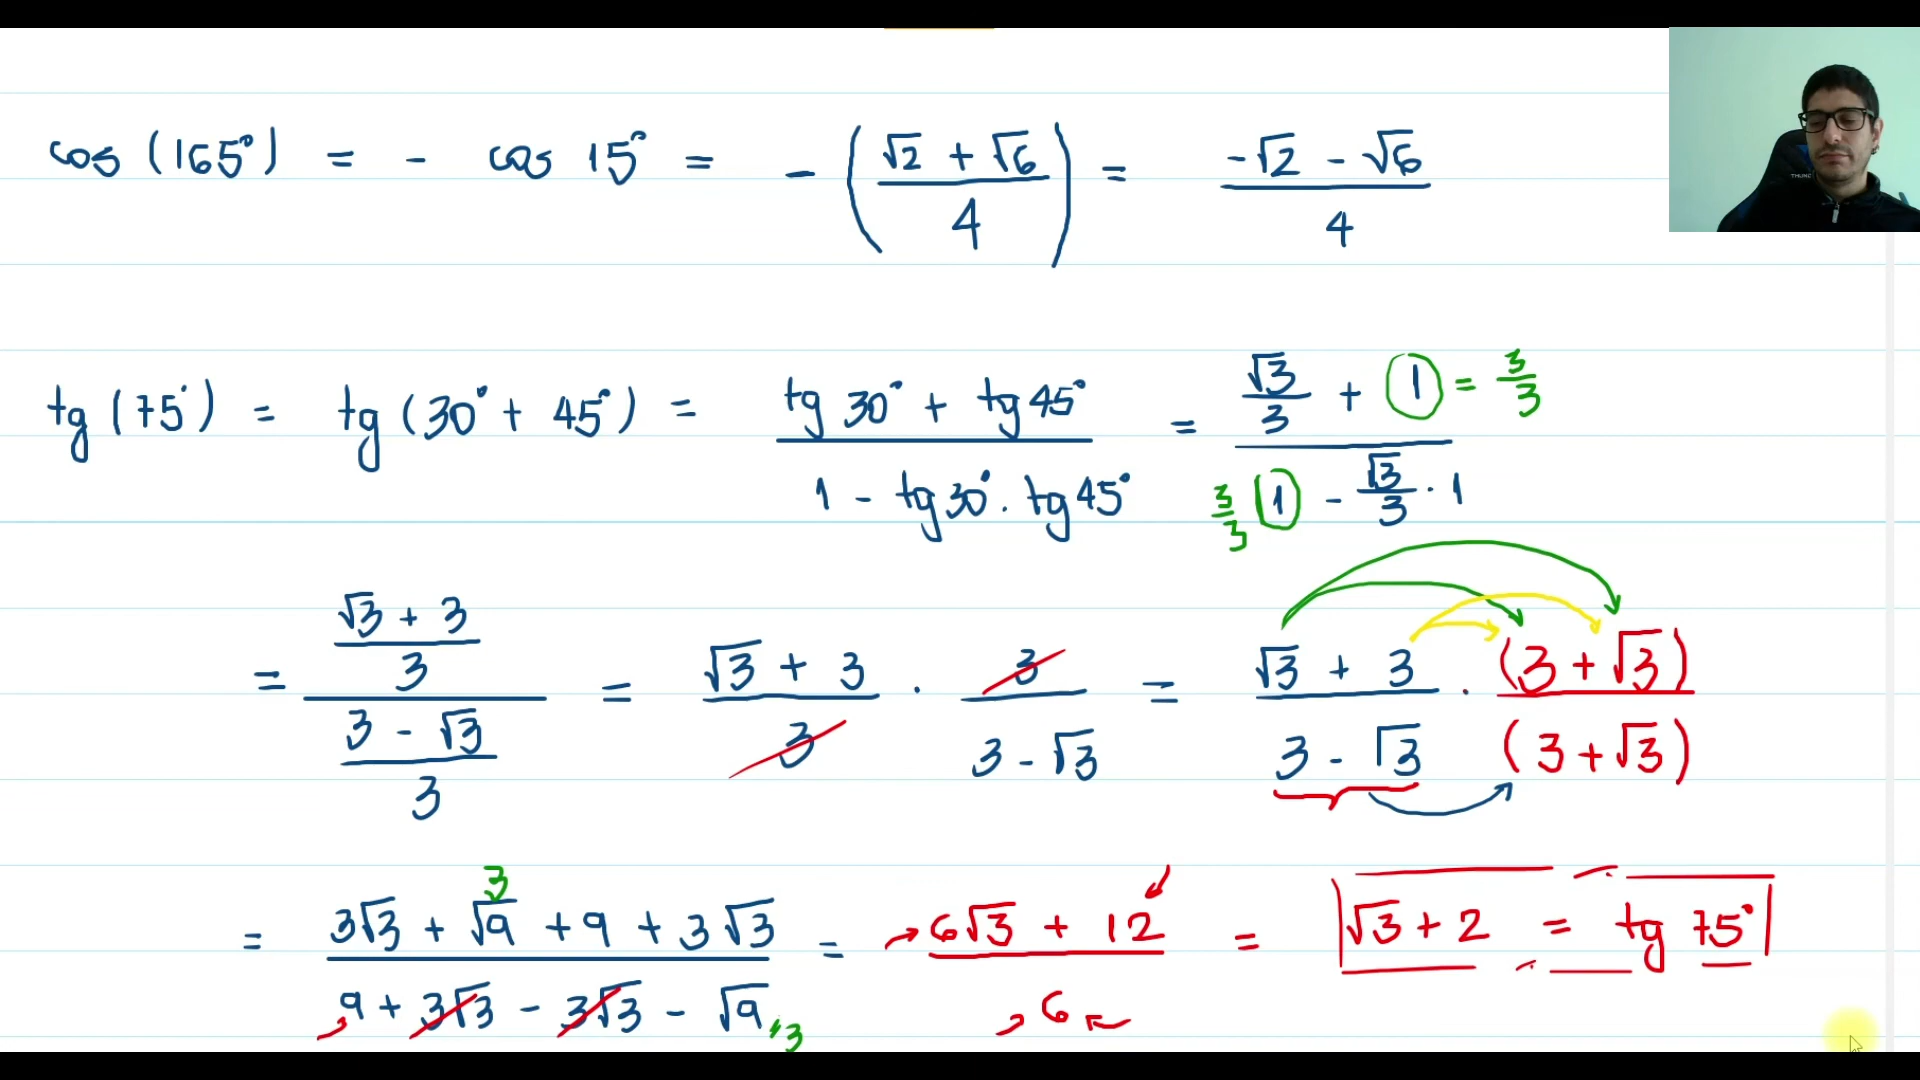 cos (165°) = - cos 15° = - ( (√2 + √6) / 4 ) = (-√2 - √6) / 4
tg (75°) = tg (30° + 45°) = (tg 30° + tg 45°) / (1 - tg 30° . tg 45°) = (√3/3 + 1 = 3/3) / (3/3 1 - √3/3 · 1)
= ((√3 + 3) / 3) / ((3 - √3) / 3) = (√3 + 3) / 3 · 3 / (3 - √3) = (√3 + 3) / (3 - √3) · (3 + √3) / (3 + √3)
= (3√3 + √9 3 + 9 + 3√3) / (9 + 3√3 - 3√3 - √9 3) = (6√3 + 12) / 6 = √3 + 2 = tg 75°